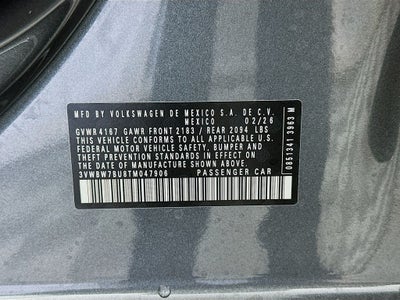 MFD BY VOLKSWAGEN DE MEXICO S.A. DE C.V.
MEXICO 02/26
GVWR 4167 GAWR FRONT 2183 / REAR 2094 LBS
THIS VEHICLE CONFORMS TO ALL APPLICABLE U.S.
FEDERAL MOTOR VEHICLE SAFETY, BUMPER AND
THEFT PREVENTION STANDARDS IN EFFECT ON THE
DATE OF MANUFACTURE SHOWN ABOVE
3VWBW7BU8TM047906 PASSENGER CAR
0851341 3963 M